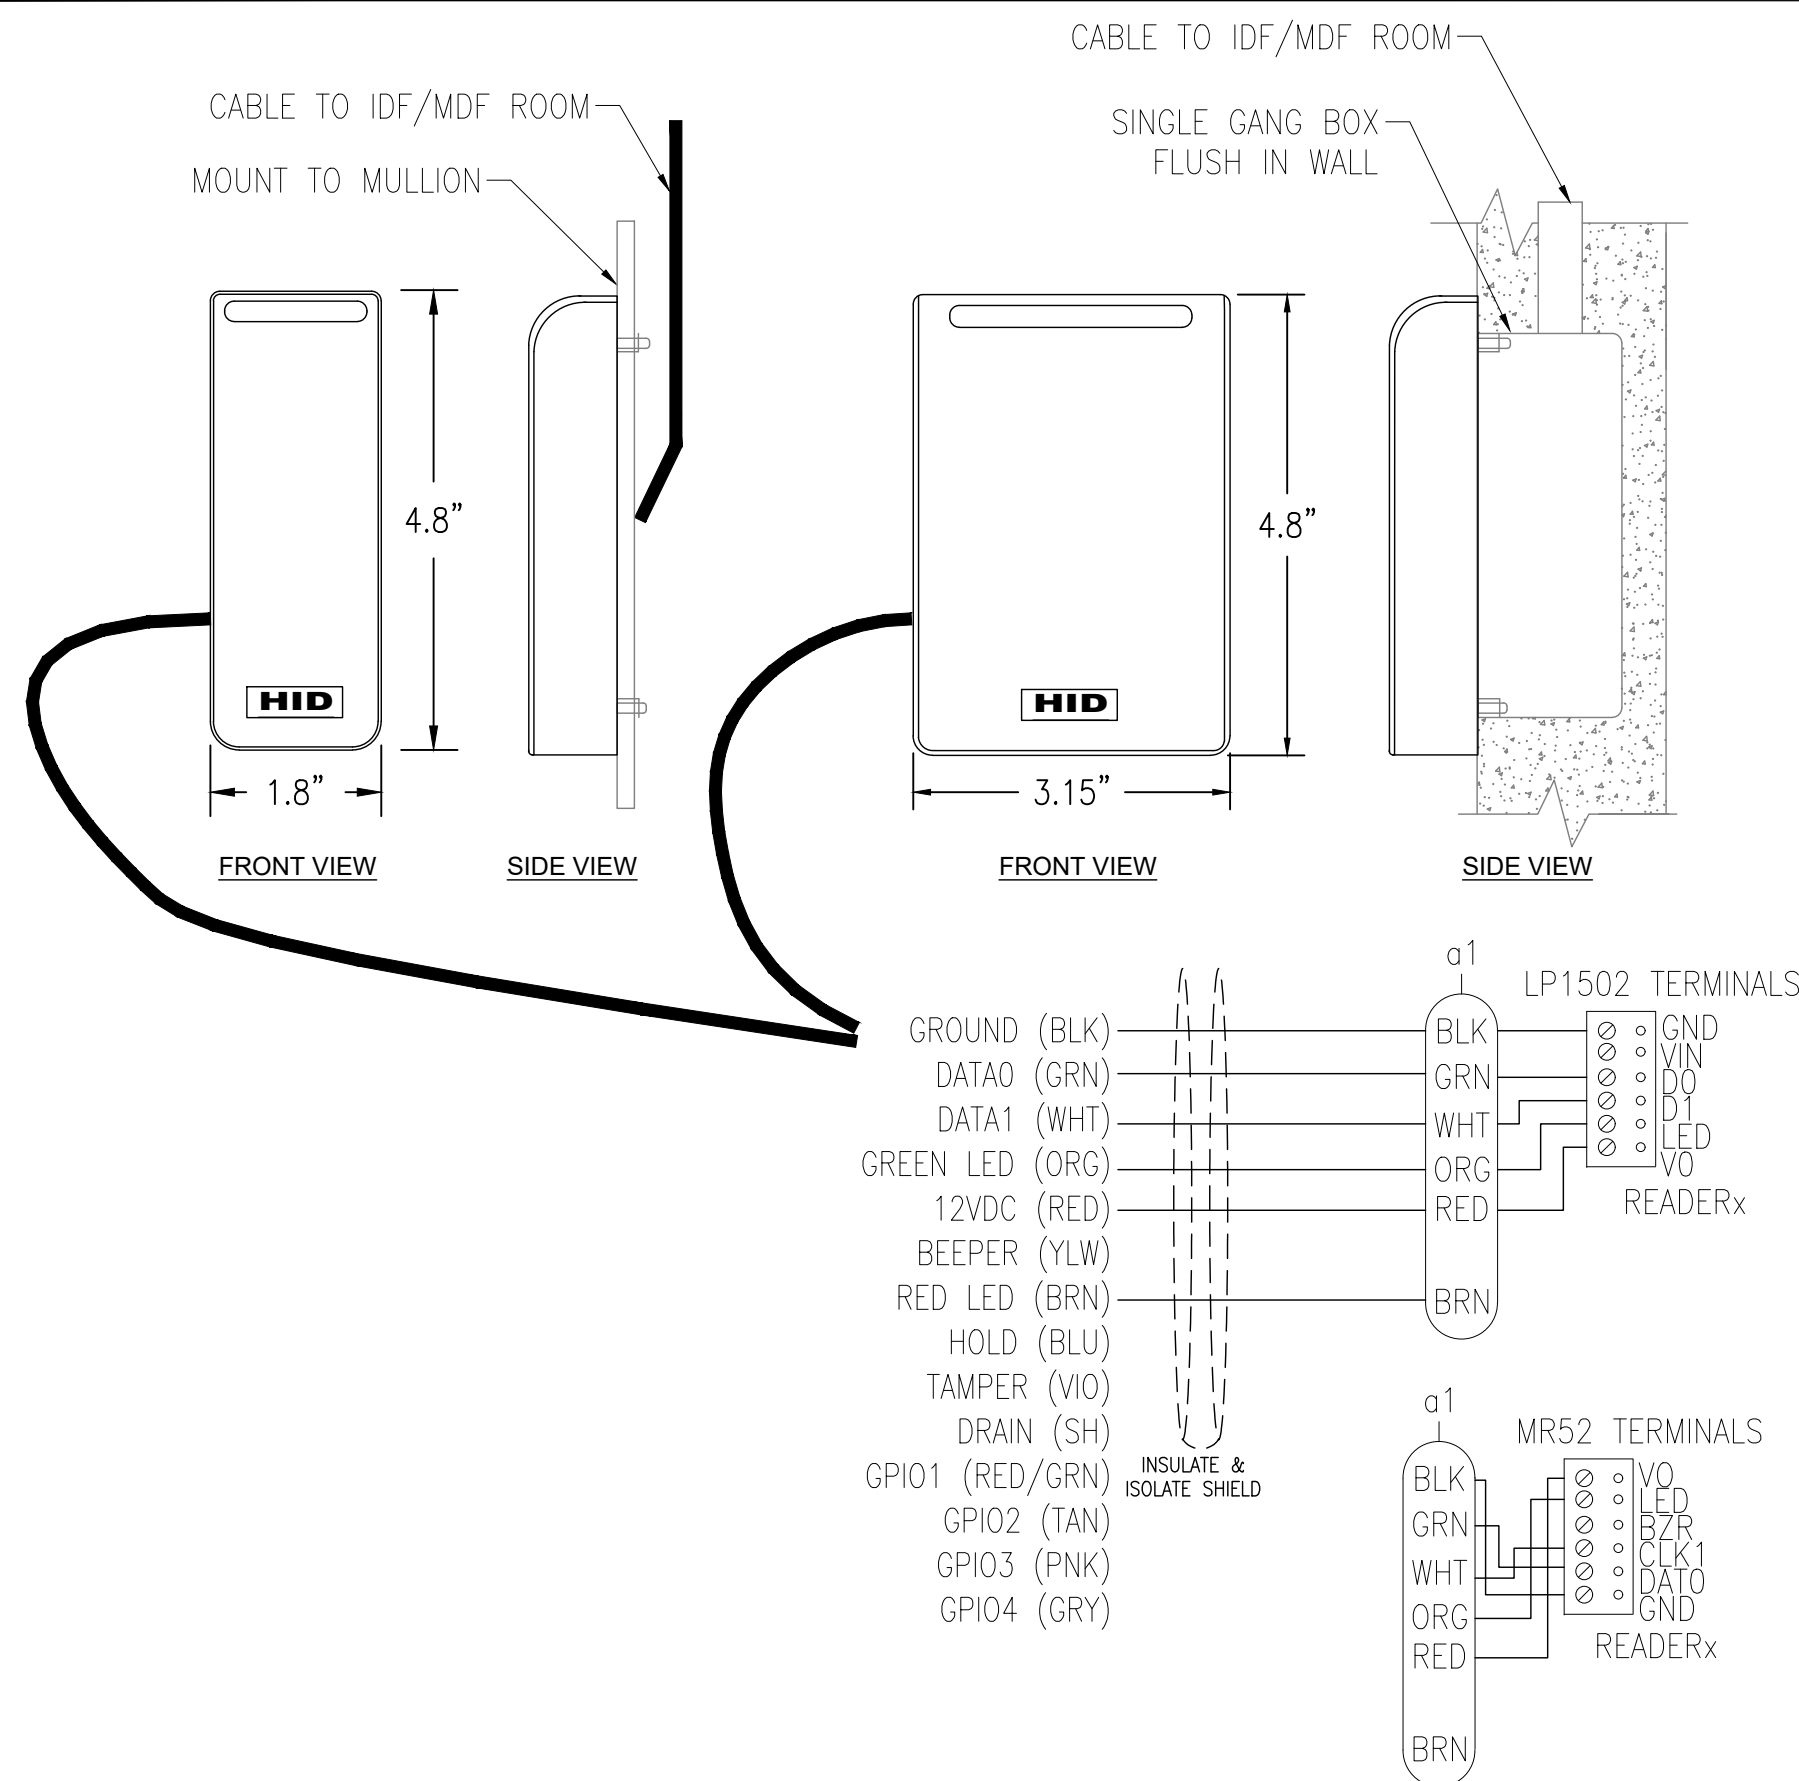 CABLE TO IDF/MDF ROOM
CABLE TO IDF/MDF ROOM
SINGLE GANG BOX
FLUSH IN WALL
MOUNT TO MULLION
4.8”
4.8”
HID
HID
1.8”
3.15”
FRONT VIEW
SIDE VIEW
FRONT VIEW
SIDE VIEW
a1
LP1502 TERMINALS
GROUND (BLK)
DATA0 (GRN)
DATA1 (WHT)
GREEN LED (ORG)
12VDC (RED)
BEEPER (YLW)
RED LED (BRN)
HOLD (BLU)
TAMPER (VIO)
DRAIN (SH)
GPIO1 (RED/GRN)
GPIO2 (TAN)
GPIO3 (PNK)
GPIO4 (GRY)
INSULATE &
ISOLATE SHIELD
BLK
GRN
WHT
ORG
RED
BRN
GND
VIN
D0
D1
LED
VO
READERx
a1
MR52 TERMINALS
BLK
GRN
WHT
ORG
RED
BRN
VO
LED
BZR
CLK1
DAT0
GND
READERx